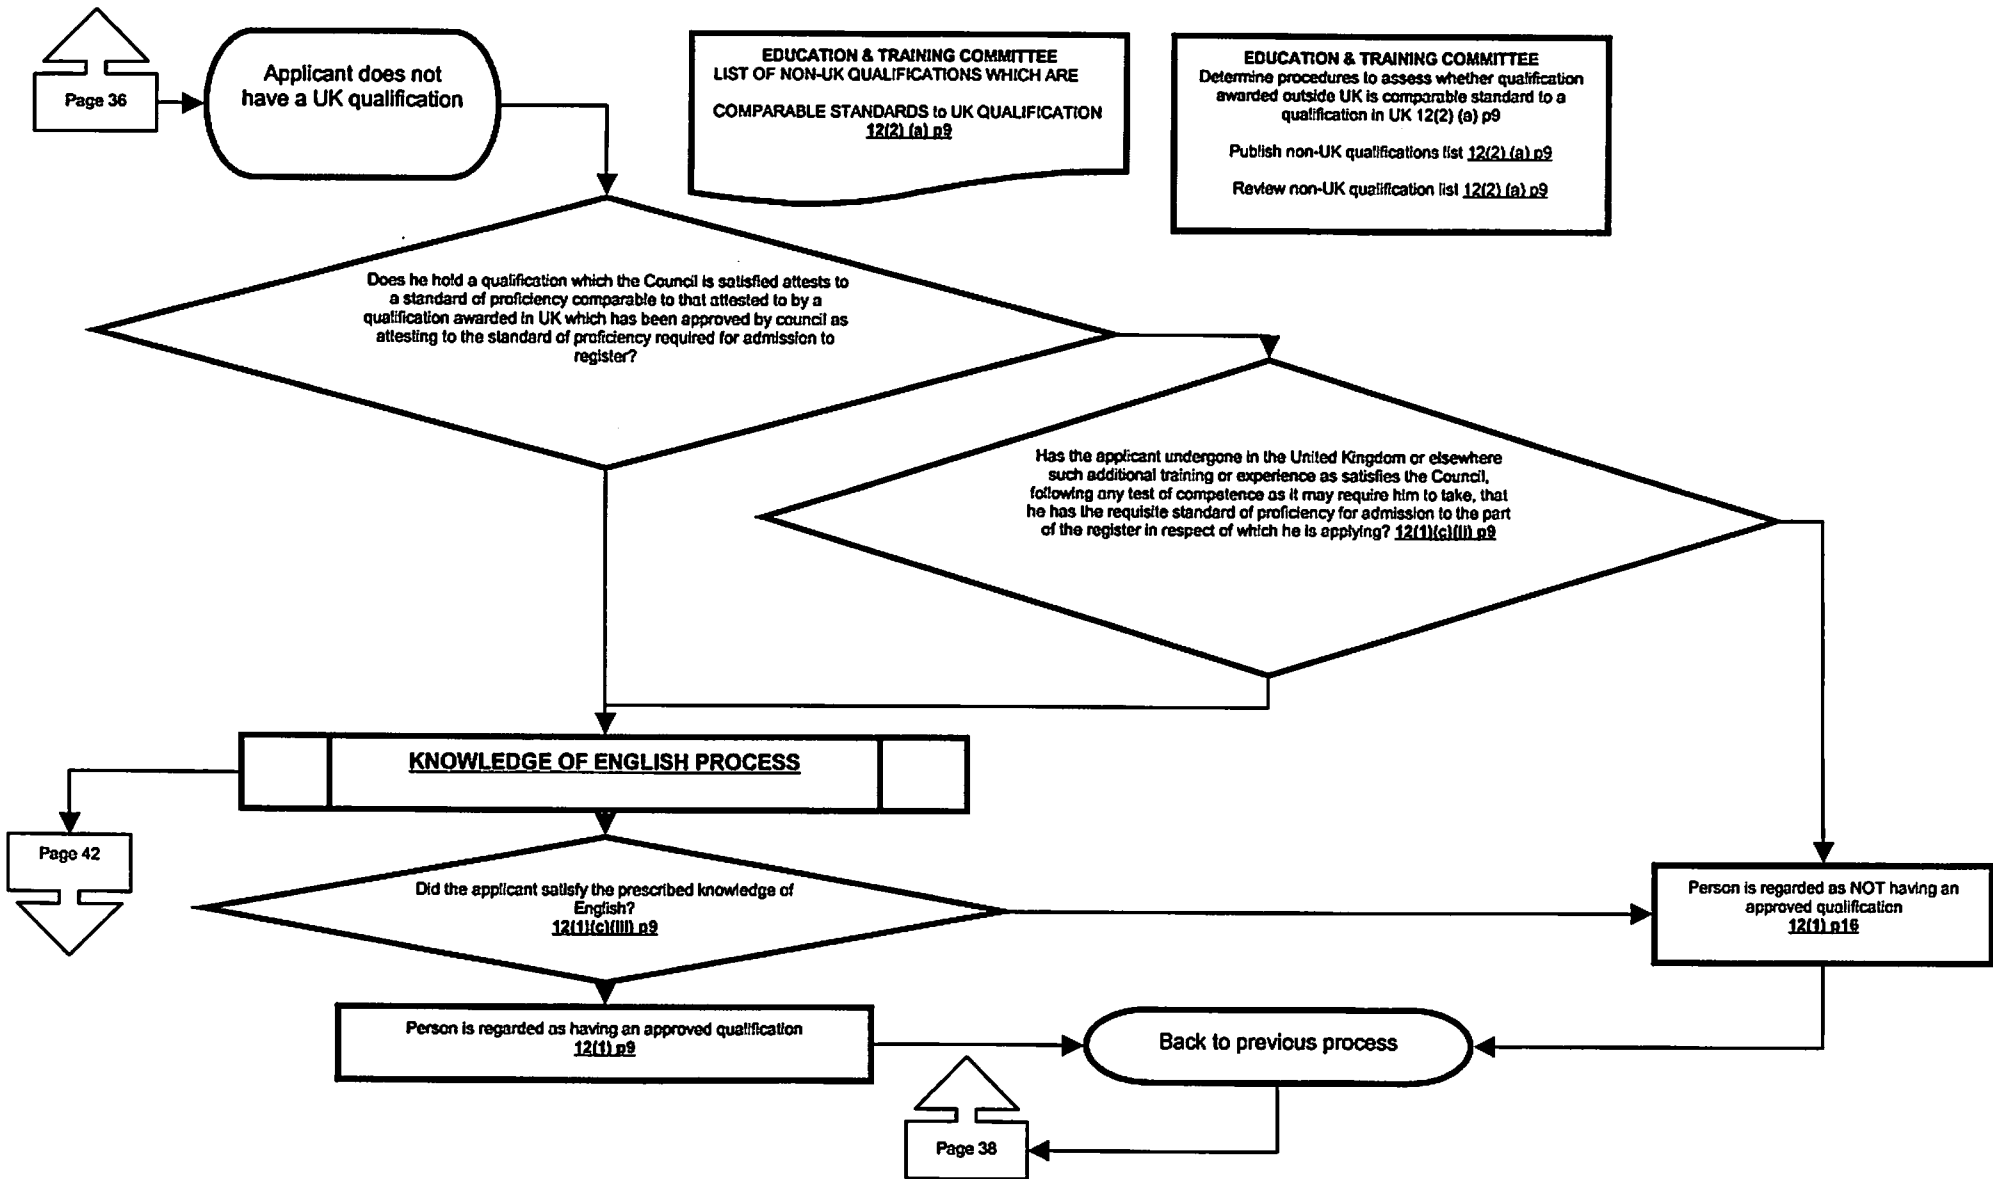 Page 36
Applicant does not
have a UK qualification
EDUCATION & TRAINING COMMITTEE
LIST OF NON-UK QUALIFICATIONS WHICH ARE
COMPARABLE STANDARDS to UK QUALIFICATION
12(2) (a) p9
EDUCATION & TRAINING COMMITTEE
Determine procedures to assess whether qualification
awarded outside UK is comparable standard to a
qualification in UK 12(2) (a) p9
Publish non-UK qualifications list 12(2) (a) p9
Review non-UK qualification list 12(2) (a) p9
Does he hold a qualification which the Council is satisfied attests to
a standard of proficiency comparable to that attested to by a
qualification awarded in UK which has been approved by council as
attesting to the standard of proficiency required for admission to
register?
Has the applicant undergone in the United Kingdom or elsewhere
such additional training or experience as satisfies the Council,
following any test of competence as it may require him to take, that
he has the requisite standard of proficiency for admission to the part
of the register in respect of which he is applying? 12(1)(c)(ii) p9
KNOWLEDGE OF ENGLISH PROCESS
Page 42
Did the applicant satisfy the prescribed knowledge of
English?
12(1)(c)(iii) p9
Person is regarded as NOT having an
approved qualification
12(1) p16
Person is regarded as having an approved qualification
12(1) p9
Back to previous process
Page 38